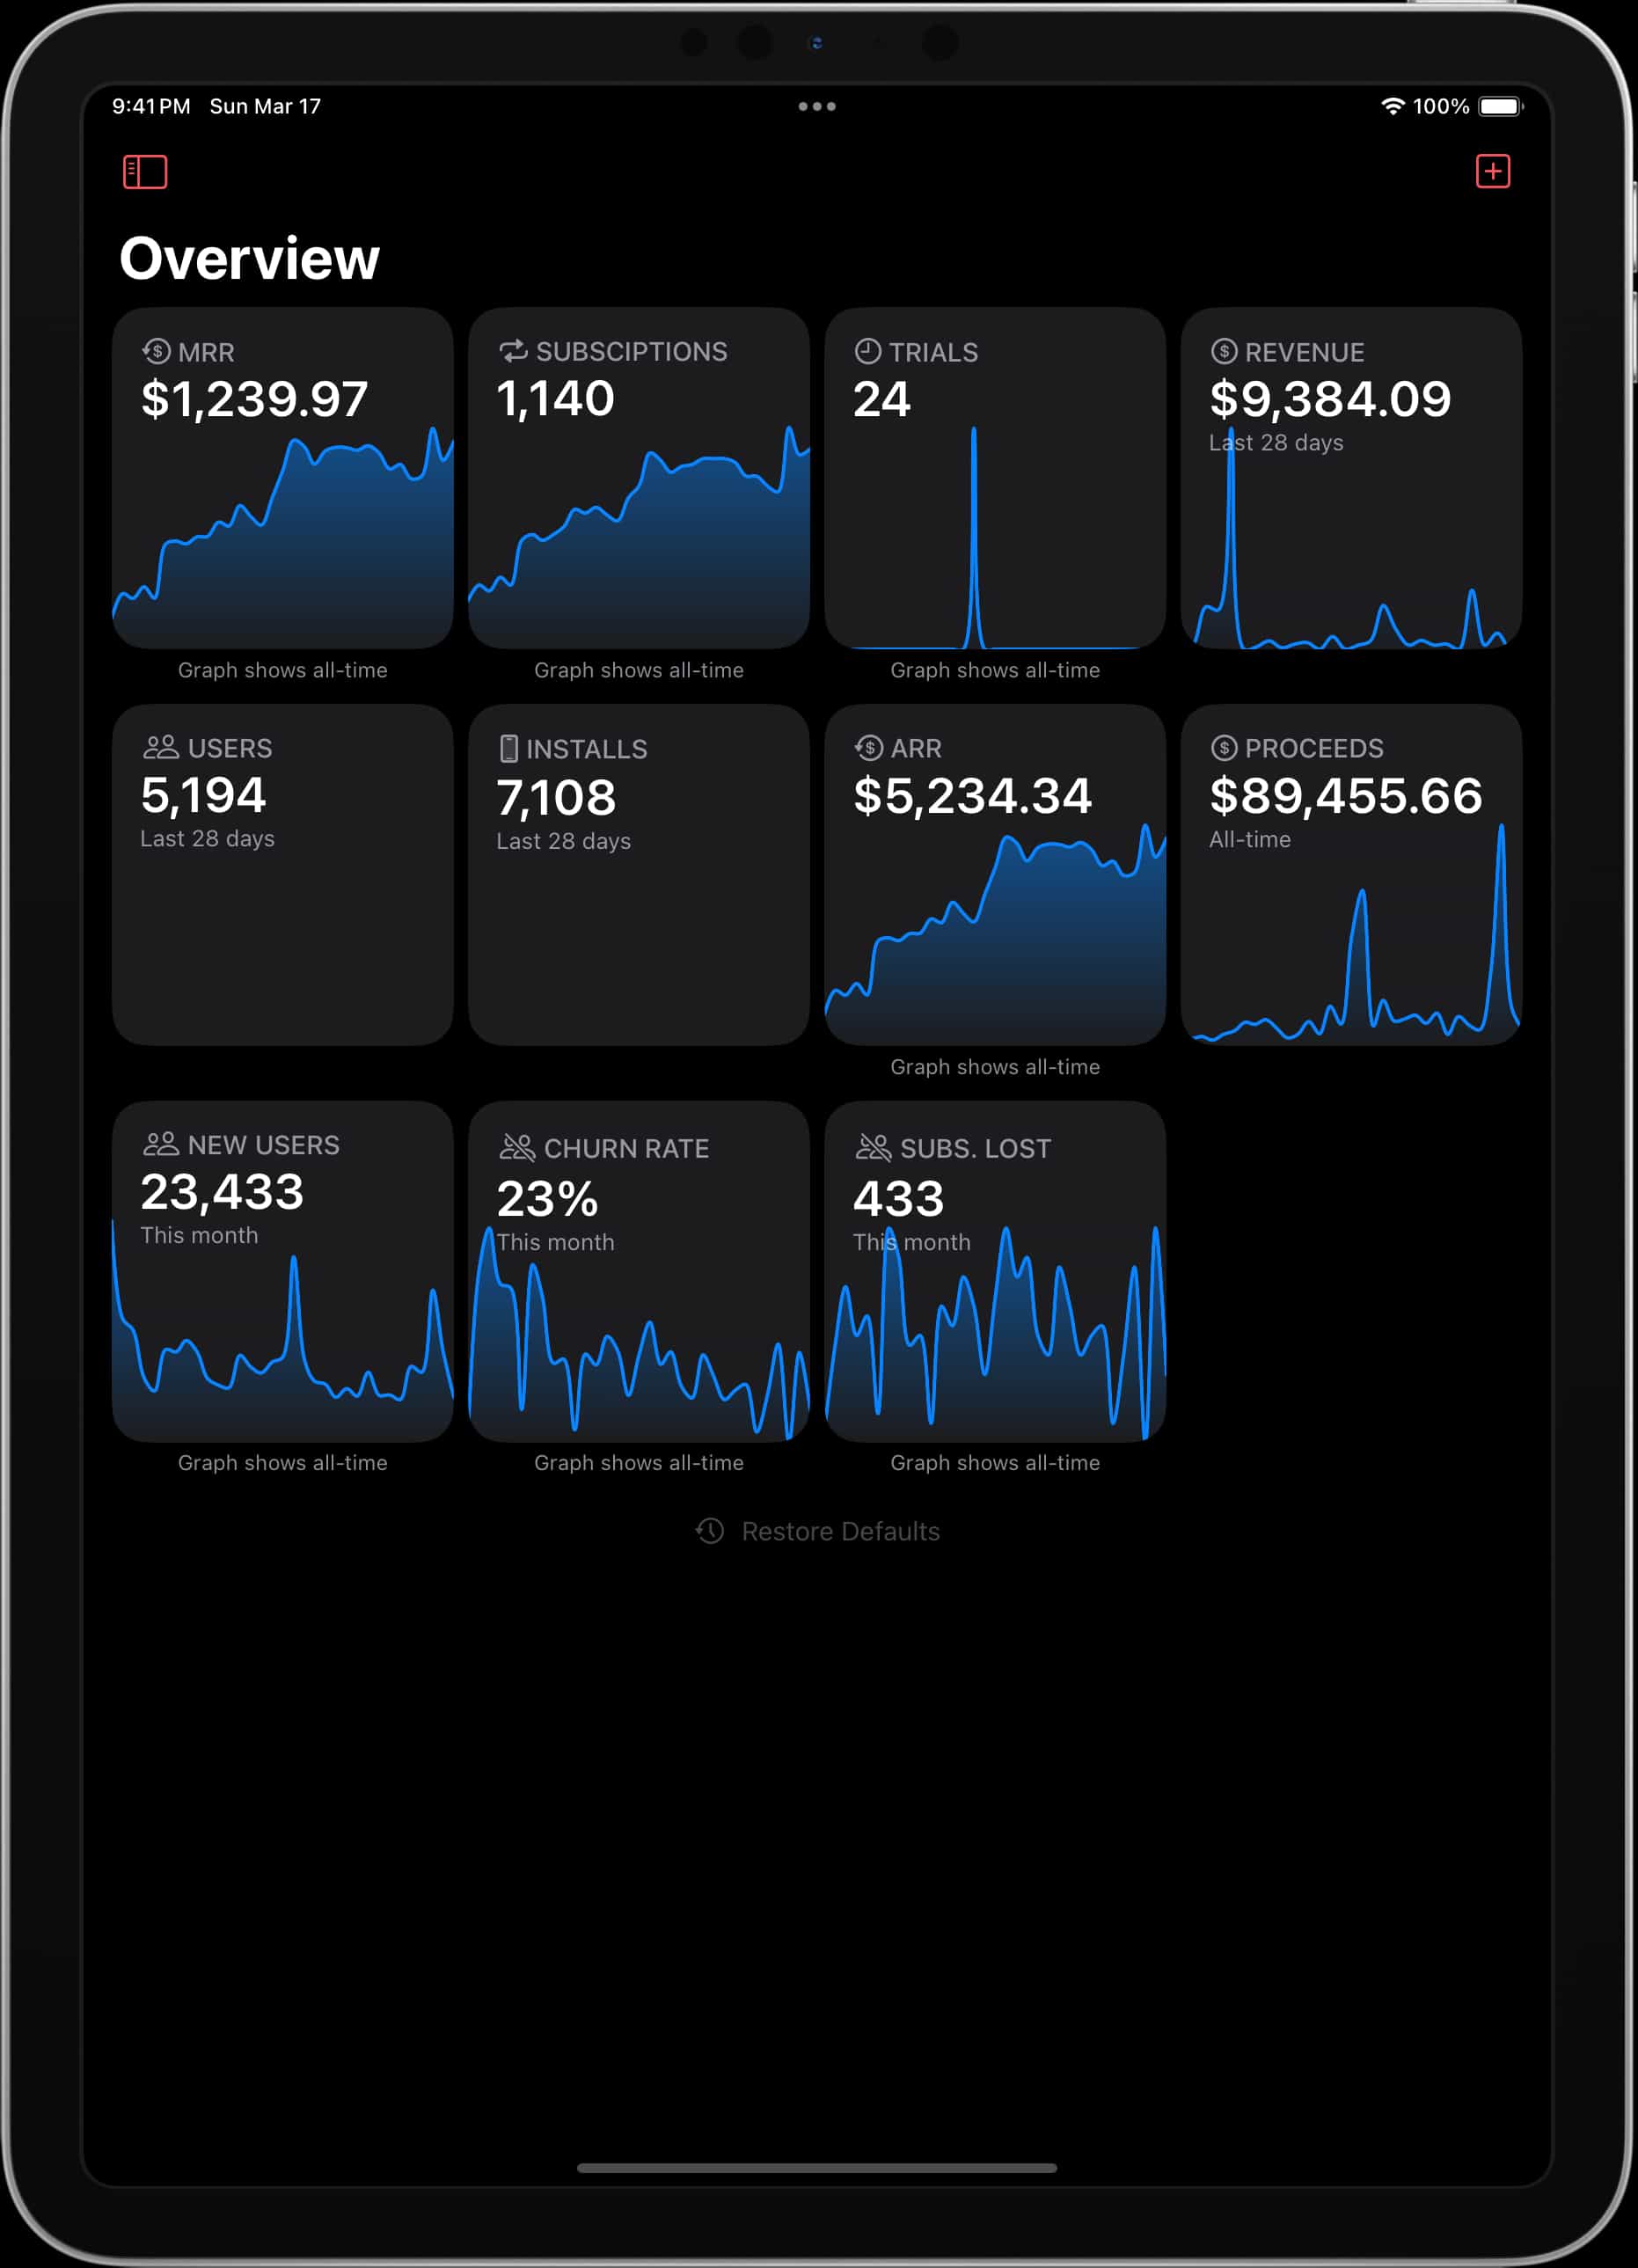 9:41 PM Sun Mar 17
100%
Overview
MRR
$1,239.97
Graph shows all-time
SUBSCIPTIONS
1,140
Graph shows all-time
TRIALS
24
Graph shows all-time
REVENUE
$9,384.09
Last 28 days
USERS
5,194
Last 28 days
INSTALLS
7,108
Last 28 days
ARR
$5,234.34
Graph shows all-time
PROCEEDS
$89,455.66
All-time
NEW USERS
23,433
This month
Graph shows all-time
CHURN RATE
23%
This month
Graph shows all-time
SUBS. LOST
433
This month
Graph shows all-time
Restore Defaults